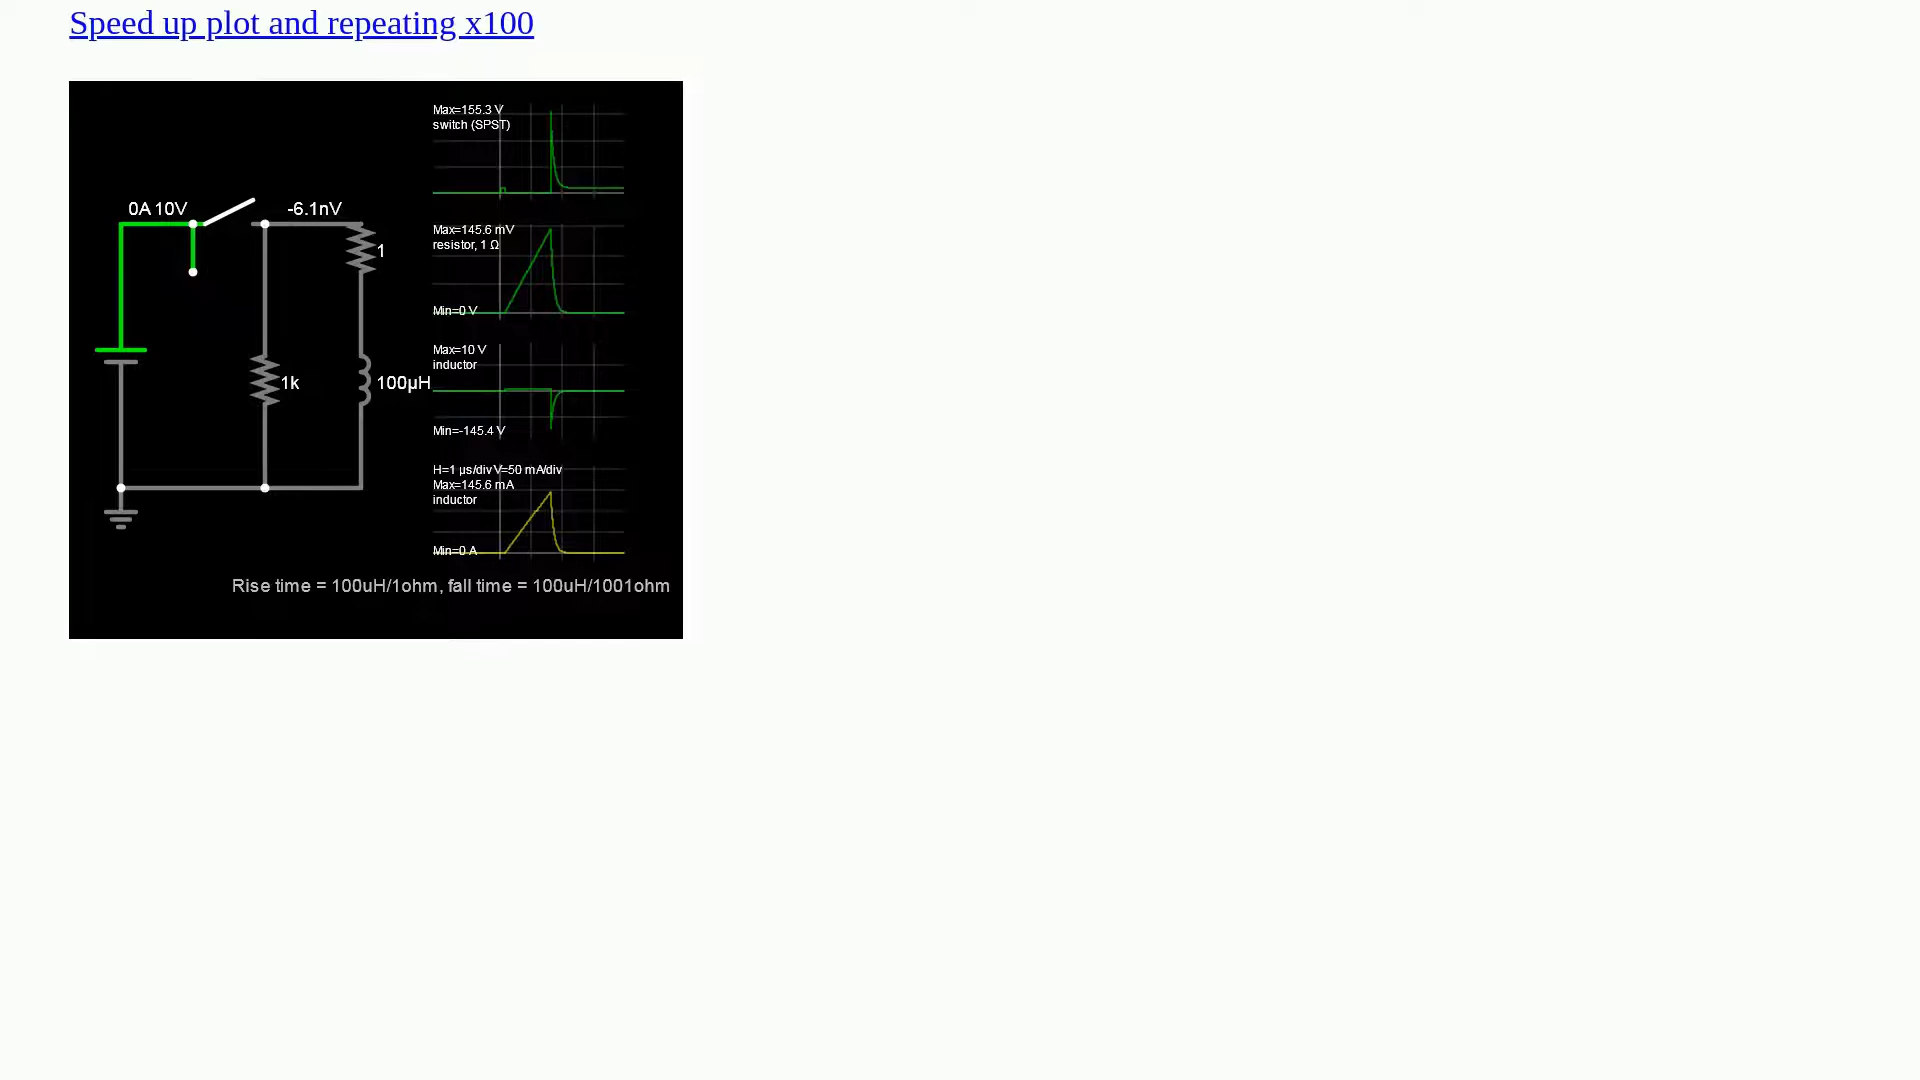 Speed up plot and repeating x100
Max=155.3 V
switch (SPST)
0A 10V
-6.1nV
1
Max=145.6 mV
resistor, 1 Ω
Min=0 V
1k
100μH
Max=10 V
inductor
Min=-145.4 V
H=1 μs/div V=50 mA/div
Max=145.6 mA
inductor
Min=0 A
Rise time = 100uH/1ohm, fall time = 100uH/1001ohm